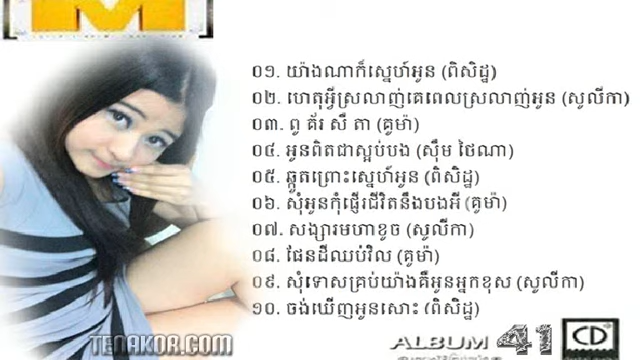 M
០១. យ៉ាងណាក៏ស្នេហ៍អូន (ពិសិដ្ឋ)
០២. ហេតុអ្វីស្រលាញ់គេពេលស្រលាញ់អូន (សូលីកា)
០៣. ពូ គ័រ សឺ តា (គូម៉ា)
០៤. អូនពិតជាស្អប់បង (ស៊ឹម ថៃណា)
០៥. ឆ្កួតព្រោះស្នេហ៍អូន (ពិសិដ្ឋ)
០៦. សុំអូនកុំផ្ញើរជីវិតនឹងបងអី (គូម៉ា)
០៧. សង្សារមហាខូច (សូលីកា)
០៨. ផែនដីឈប់វិល (គូម៉ា)
០៩. សុំទោសគ្រប់យ៉ាងគឺអូនអ្នកខុស (សូលីកា)
១០. ចង់ឃើញអូនសោះ (ពិសិដ្ឋ)
TENAKOR.COM
ALBUM 41 CD